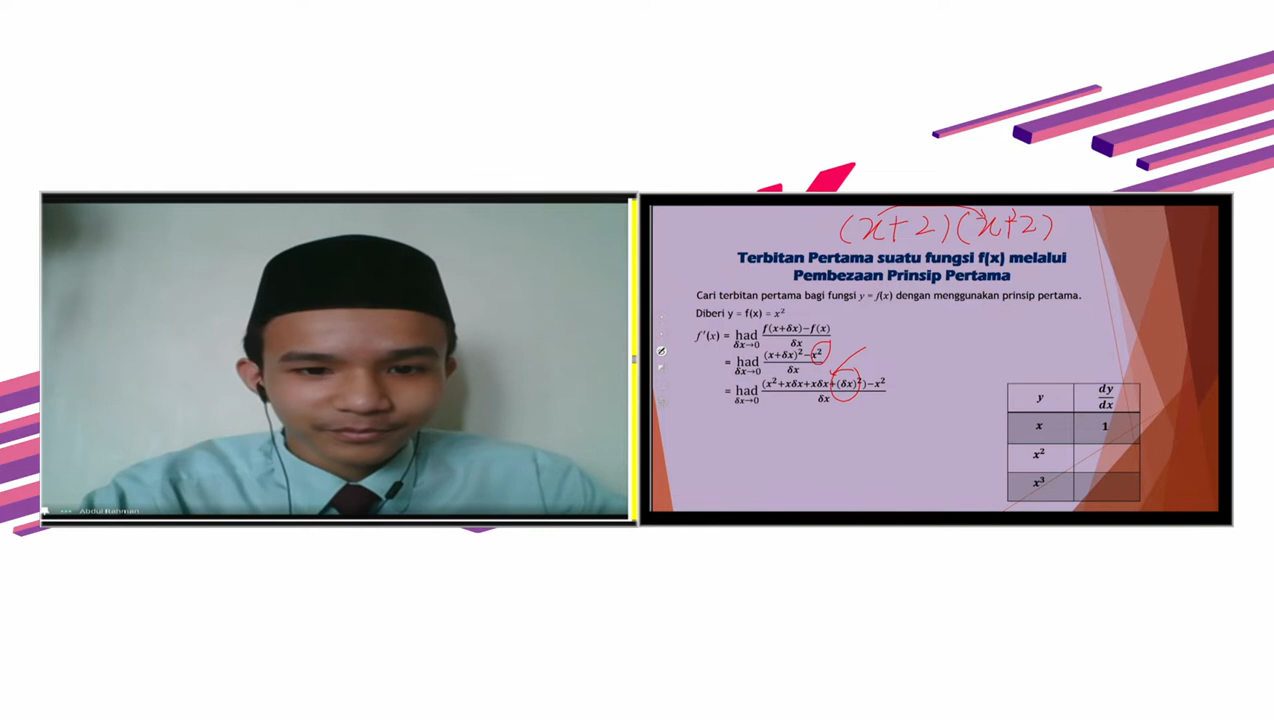 Abdul Rahman
(x+2)(x+2)
Terbitan Pertama suatu fungsi f(x) melalui
Pembezaan Prinsip Pertama
Cari terbitan pertama bagi fungsi y = f(x) dengan menggunakan prinsip pertama.
Diberi y = f(x) = x²
f'(x) = had δx→0 f(x+δx)−f(x) / δx
= had δx→0 (x+δx)²−x² / δx
= had δx→0 (x²+xδx+xδx+(δx)²)−x² / δx
y dy/dx
x 1
x²
x³